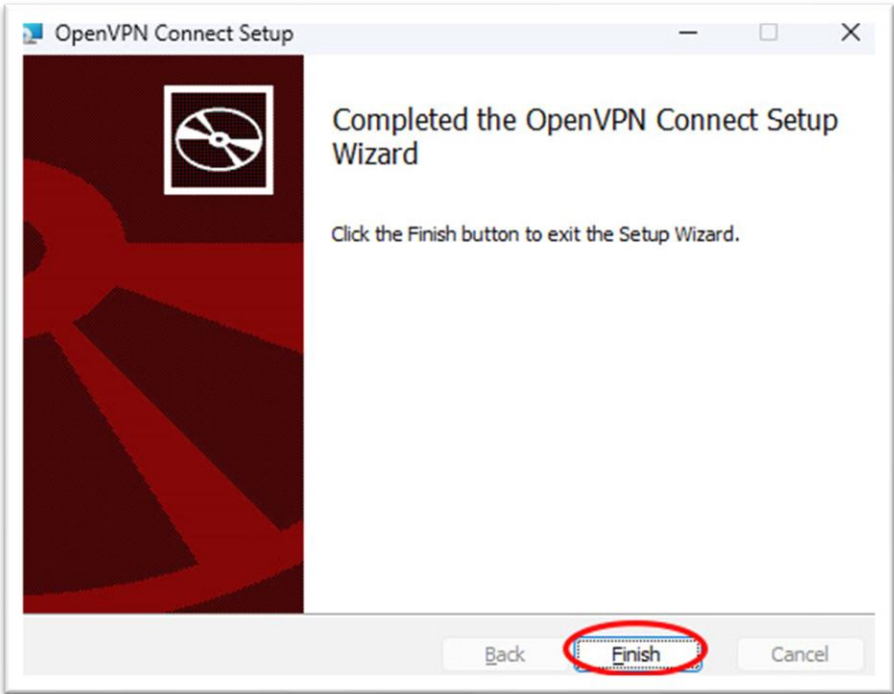 OpenVPN Connect Setup
Completed the OpenVPN Connect Setup
Wizard
Click the Finish button to exit the Setup Wizard.
Back
Finish
Cancel